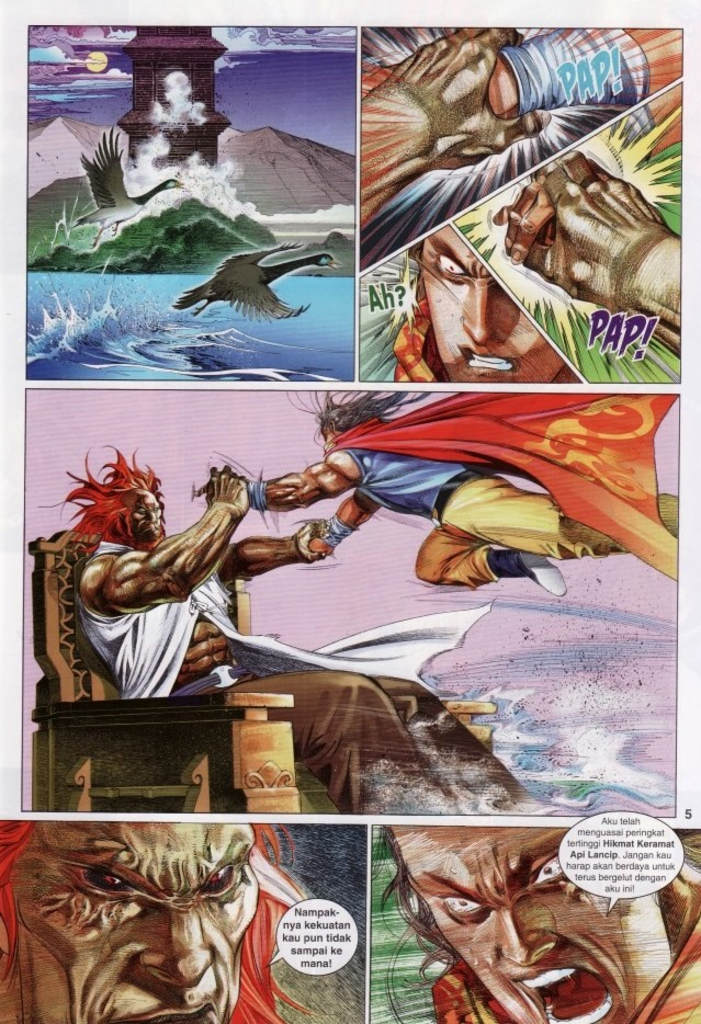 PAP!
Ah?
PAP!
5
Nampak-
nya kekuatan
kau pun tidak
sampai ke
mana!
Aku telah
menguasai peringkat
tertinggi Hikmat Keramat
Api Lancip. Jangan kau
harap akan berdaya untuk
terus bergelut dengan
aku ini!